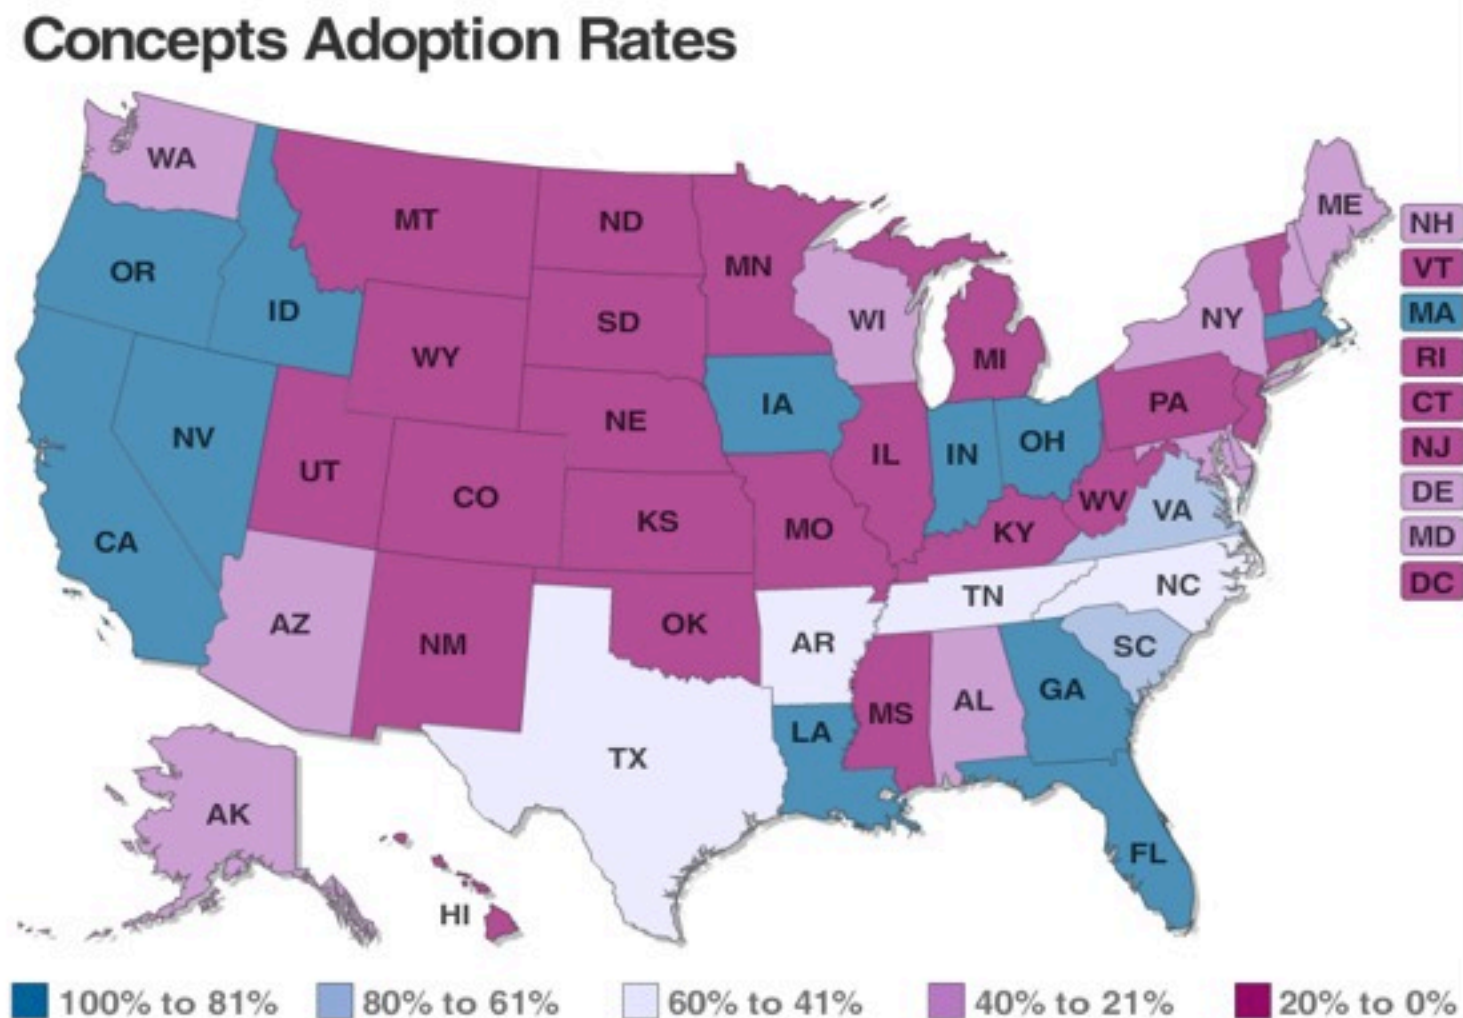 Concepts Adoption Rates
WA
MT
ND
MN
ME
NH
VT
OR
ID
SD
WI
NY
MA
WY
MI
RI
NV
NE
IA
PA
CT
UT
CO
IL
IN
OH
NJ
CA
KS
MO
KY
WV
VA
DE
MD
AZ
NM
OK
AR
TN
NC
DC
SC
TX
LA
MS
AL
GA
AK
FL
HI
100% to 81%
80% to 61%
60% to 41%
40% to 21%
20% to 0%